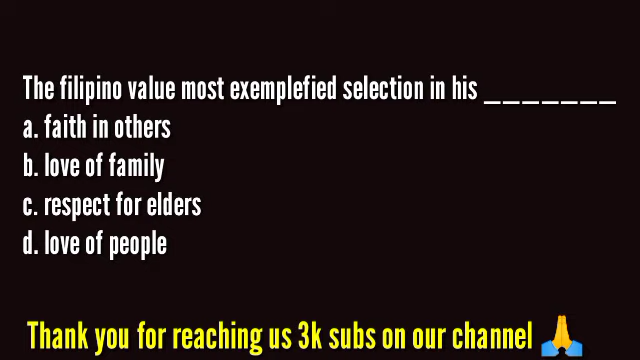 The filipino value most exemplefied selection in his _ _ _ _ _ _ _
a. faith in others
b. love of family
c. respect for elders
d. love of people
Thank you for reaching us 3k subs on our channel 🙏